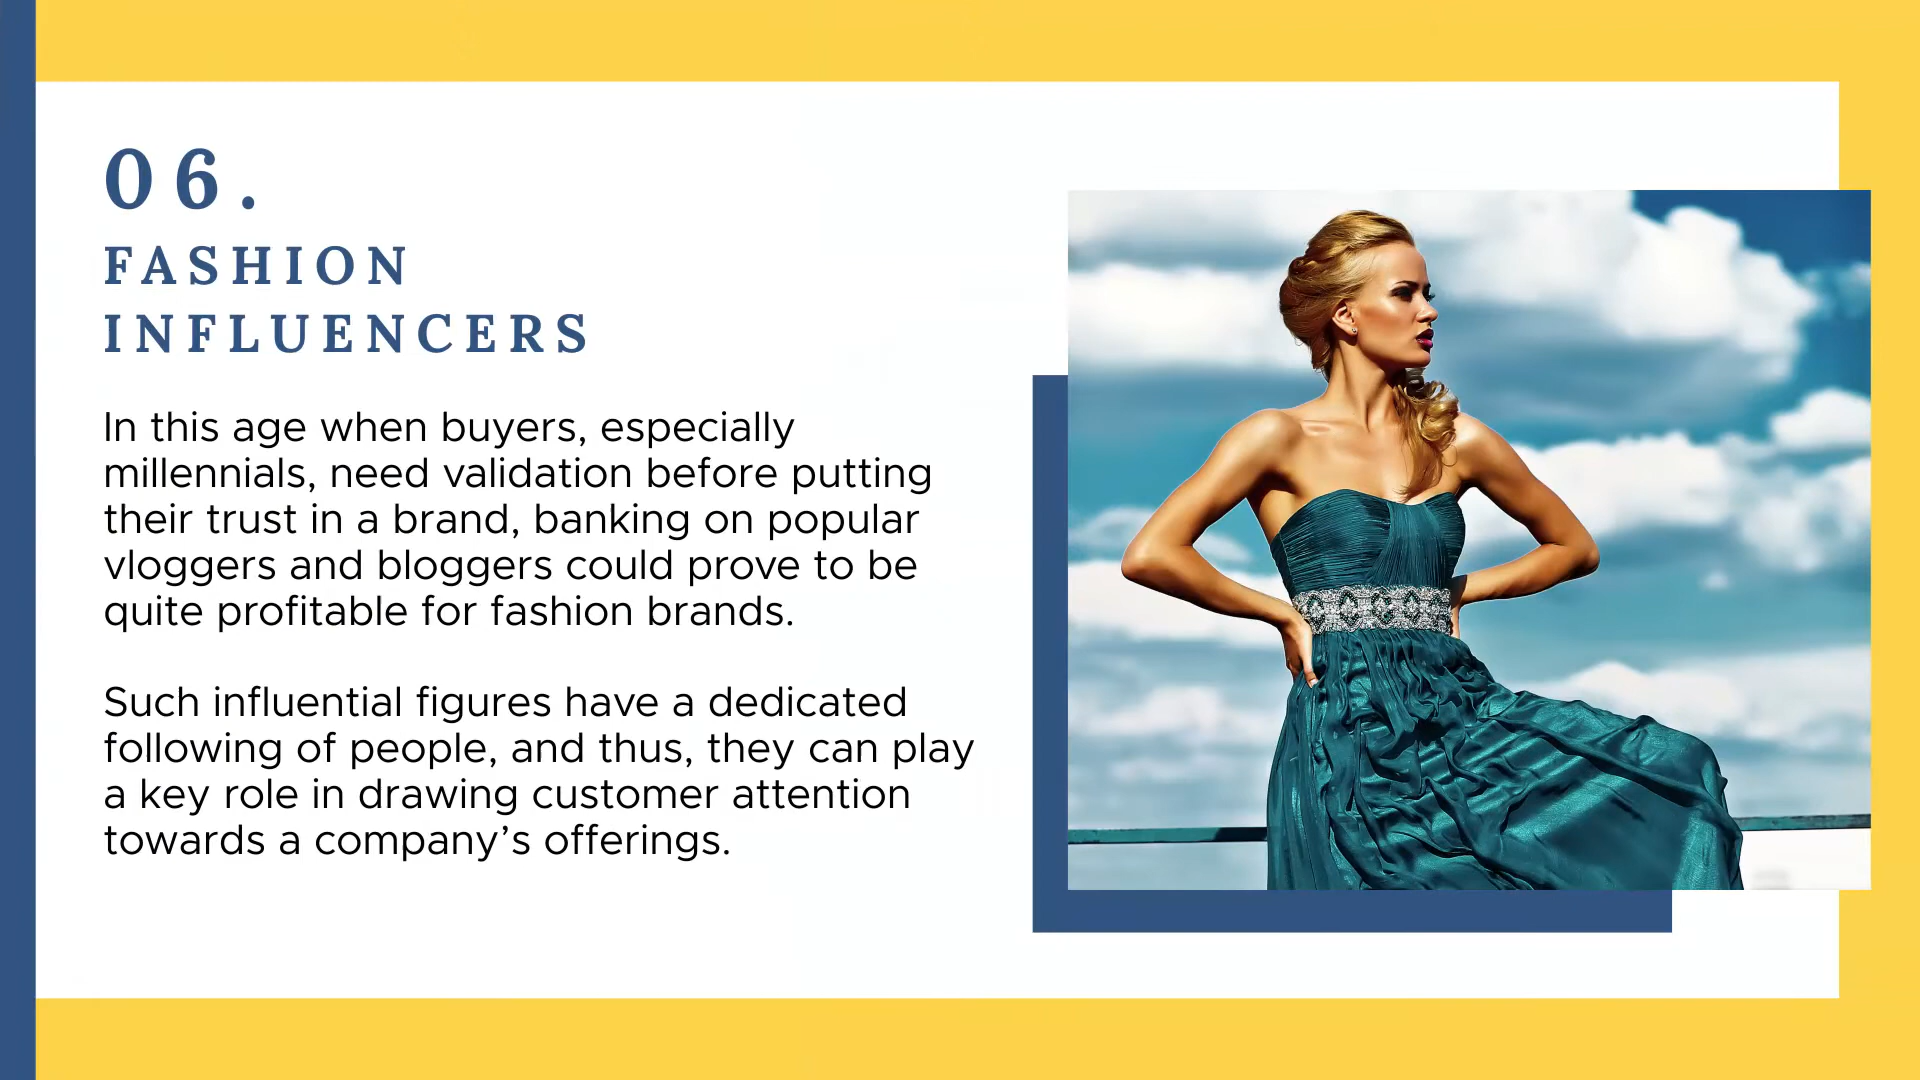 06.
FASHION
INFLUENCERS
In this age when buyers, especially
millennials, need validation before putting
their trust in a brand, banking on popular
vloggers and bloggers could prove to be
quite profitable for fashion brands.
Such influential figures have a dedicated
following of people, and thus, they can play
a key role in drawing customer attention
towards a company’s offerings.